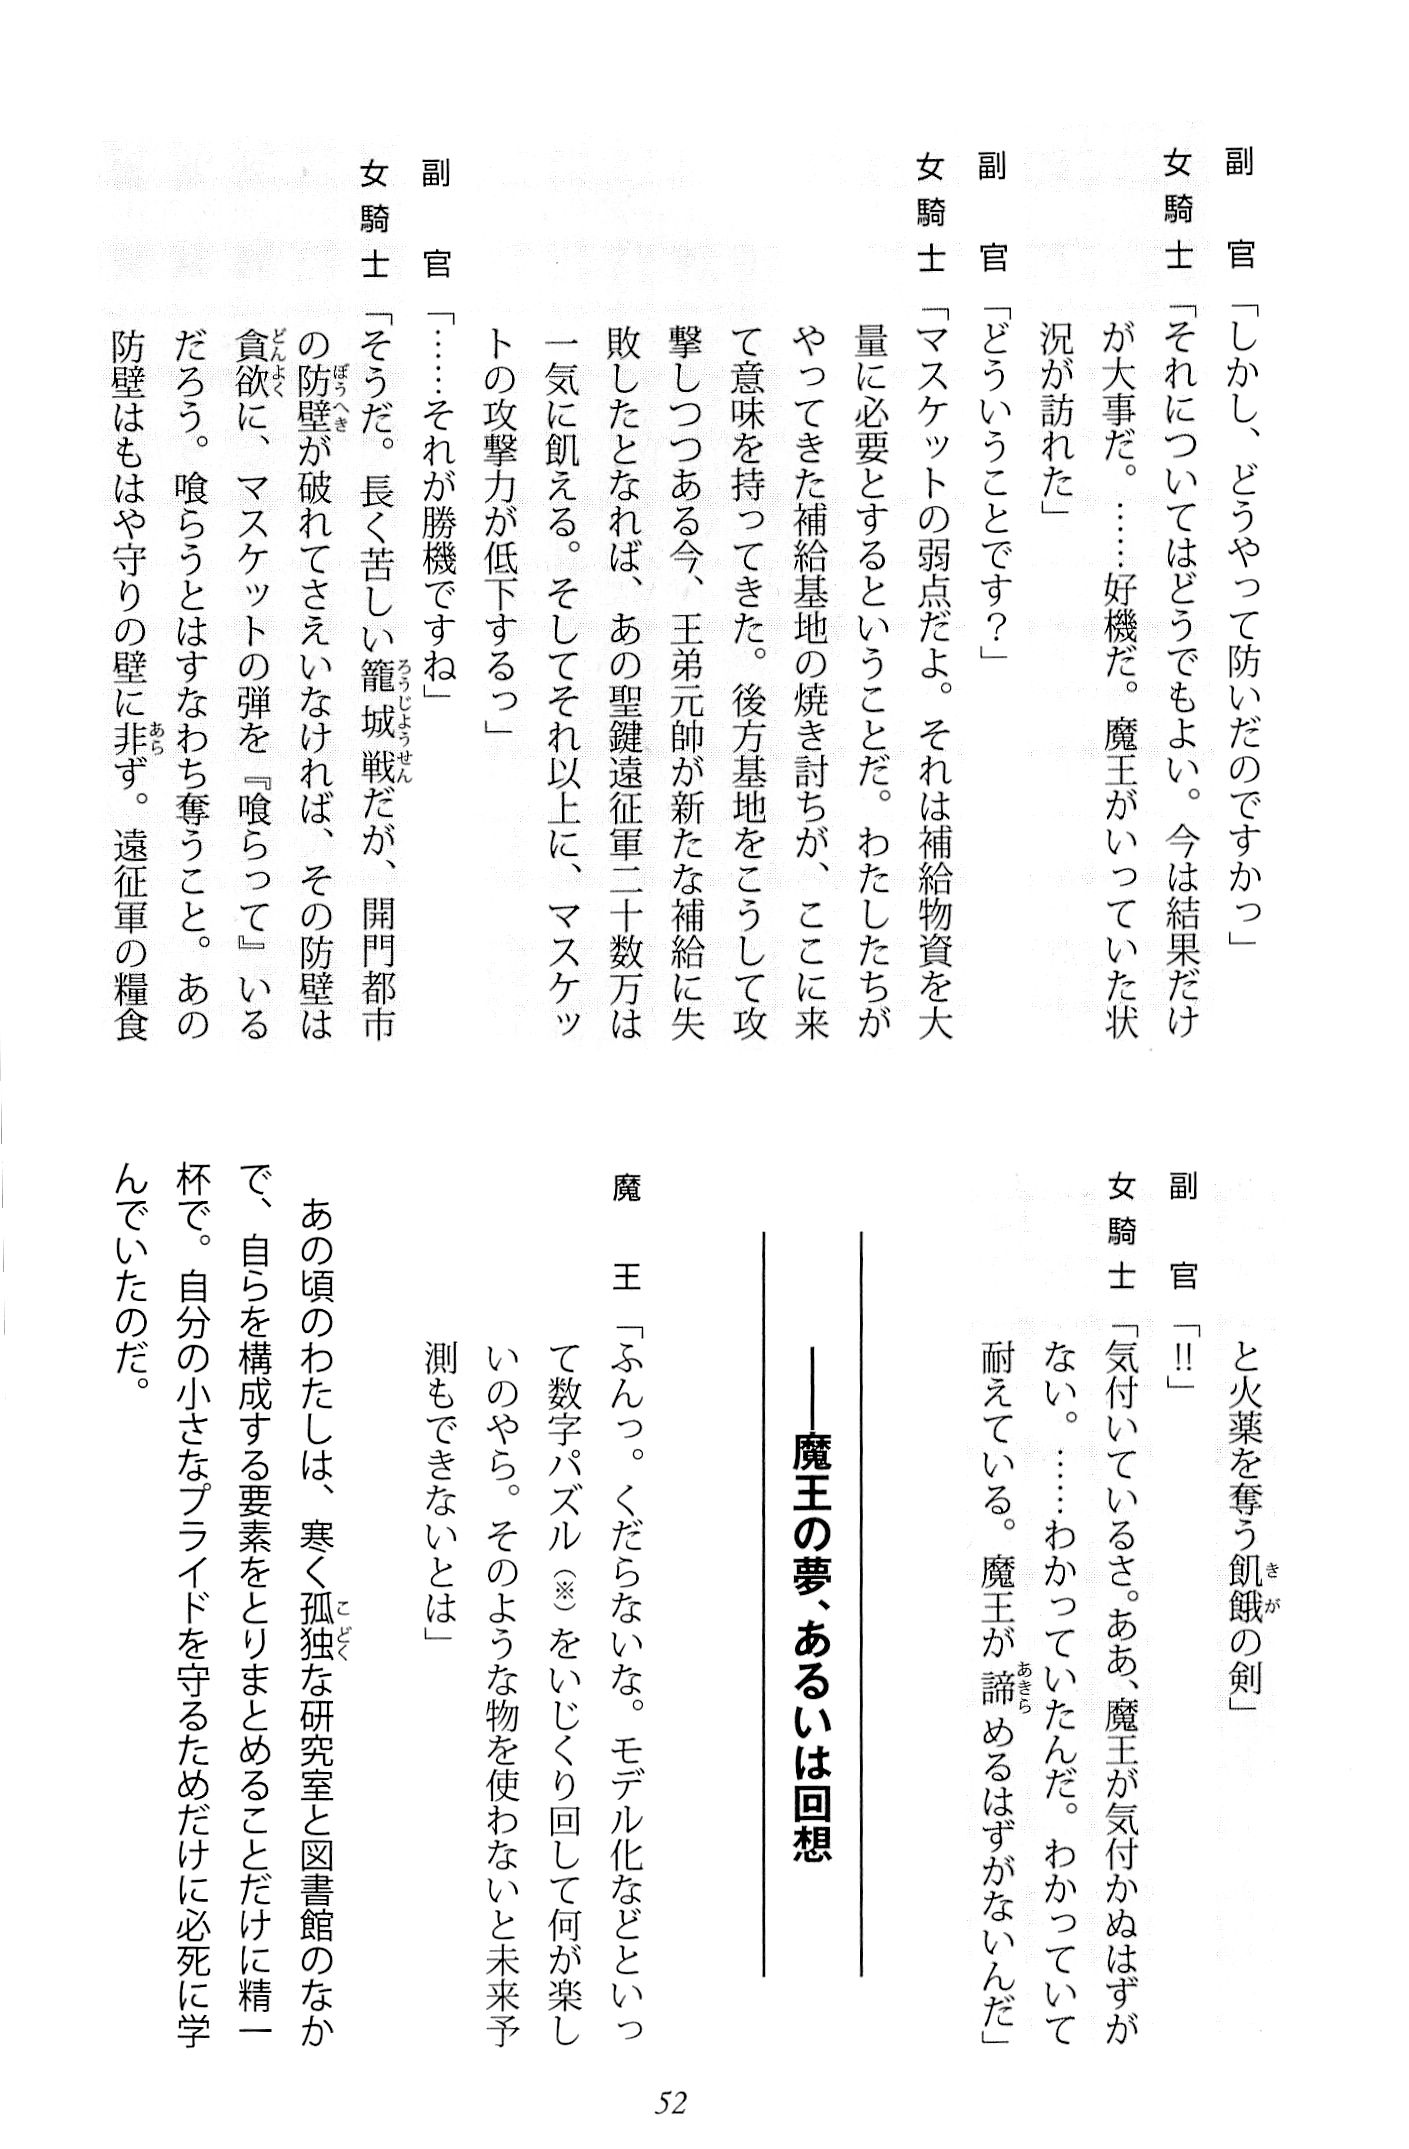 副官「しかし、どうやって防いだのですかっ」
女騎士「それについてはどうでもよい。今は結果だけ
が大事だ。……好機だ。魔王がいっていた状
況が訪れた」
副官「どういうことです？」
女騎士「マスケットの弱点だよ。それは補給物資を大
量に必要とするということだ。わたしたちが
やってきた補給基地の焼き討ちが、ここに来
て意味を持ってきた。後方基地をこうして攻
撃しつつある今、王弟元帥が新たな補給に失
敗したとなれば、あの聖鍵遠征軍二十数万は
一気に飢える。そしてそれ以上に、マスケッ
トの攻撃力が低下するっ」
副官「……それが勝機ですね」
女騎士「そうだ。長く苦しい籠城戦だが、開門都市
の防壁が破れてさえいなければ、その防壁は
貪欲に、マスケットの弾を『喰らって』いる
だろう。喰らうとはすなわち奪うこと。あの
防壁はもはや守りの壁に非ず。遠征軍の糧食
と火薬を奪う飢餓の剣」
副官「!!」
女騎士「気付いているさ。ああ、魔王が気付かぬはずが
ない。……わかっていたんだ。わかっていて
耐えている。魔王が諦めるはずがないんだ」
――魔王の夢、あるいは回想
魔王「ふんっ。くだらないな。モデル化などといっ
て数字パズル（※）をいじくり回して何が楽し
いのやら。そのような物を使わないと未来予
測もできないとは」
あの頃のわたしは、寒く孤独な研究室と図書館のなか
で、自らを構成する要素をとりまとめることだけに精一
杯で。自分の小さなプライドを守るためだけに必死に学
んでいたのだ。
52